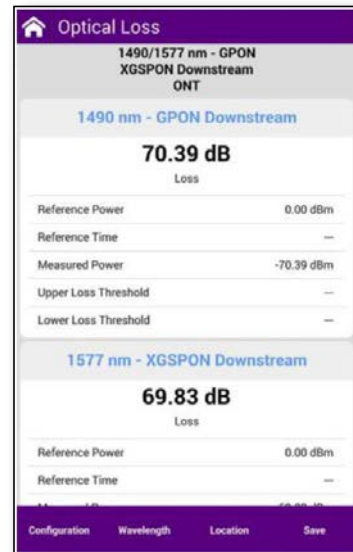 Optical Loss
1490/1577 nm - GPON
XGSPON Downstream
ONT
1490 nm - GPON Downstream
70.39 dB
Loss
Reference Power 0.00 dBm
Reference Time --
Measured Power -70.39 dBm
Upper Loss Threshold --
Lower Loss Threshold --
1577 nm - XGSPON Downstream
69.83 dB
Loss
Reference Power 0.00 dBm
Reference Time --
Configuration Wavelength Location Save